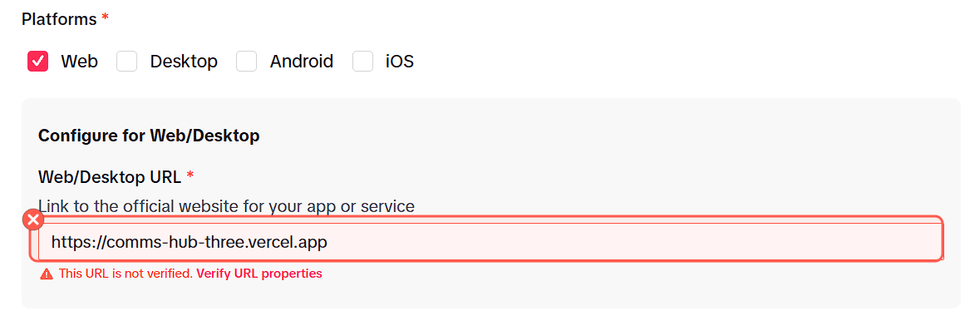 Platforms *
Web Desktop Android iOS
Configure for Web/Desktop
Web/Desktop URL *
Link to the official website for your app or service
https://comms-hub-three.vercel.app
This URL is not verified. Verify URL properties